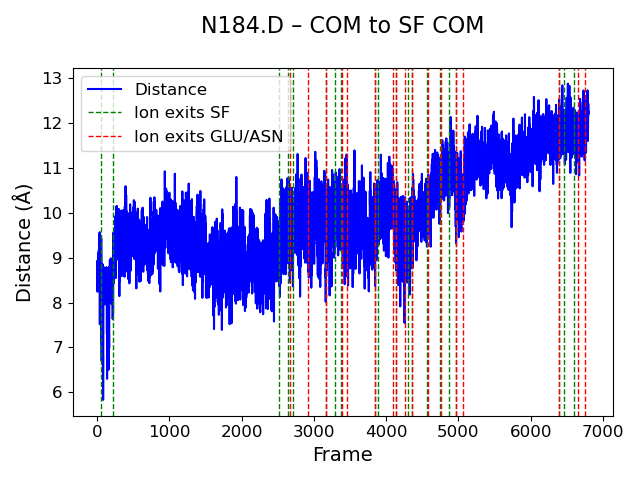 N184.D – COM to SF COM
Distance
Ion exits SF
Ion exits GLU/ASN
Distance (Å)
13
12
11
10
9
8
7
6
0 1000 2000 3000 4000 5000 6000 7000
Frame